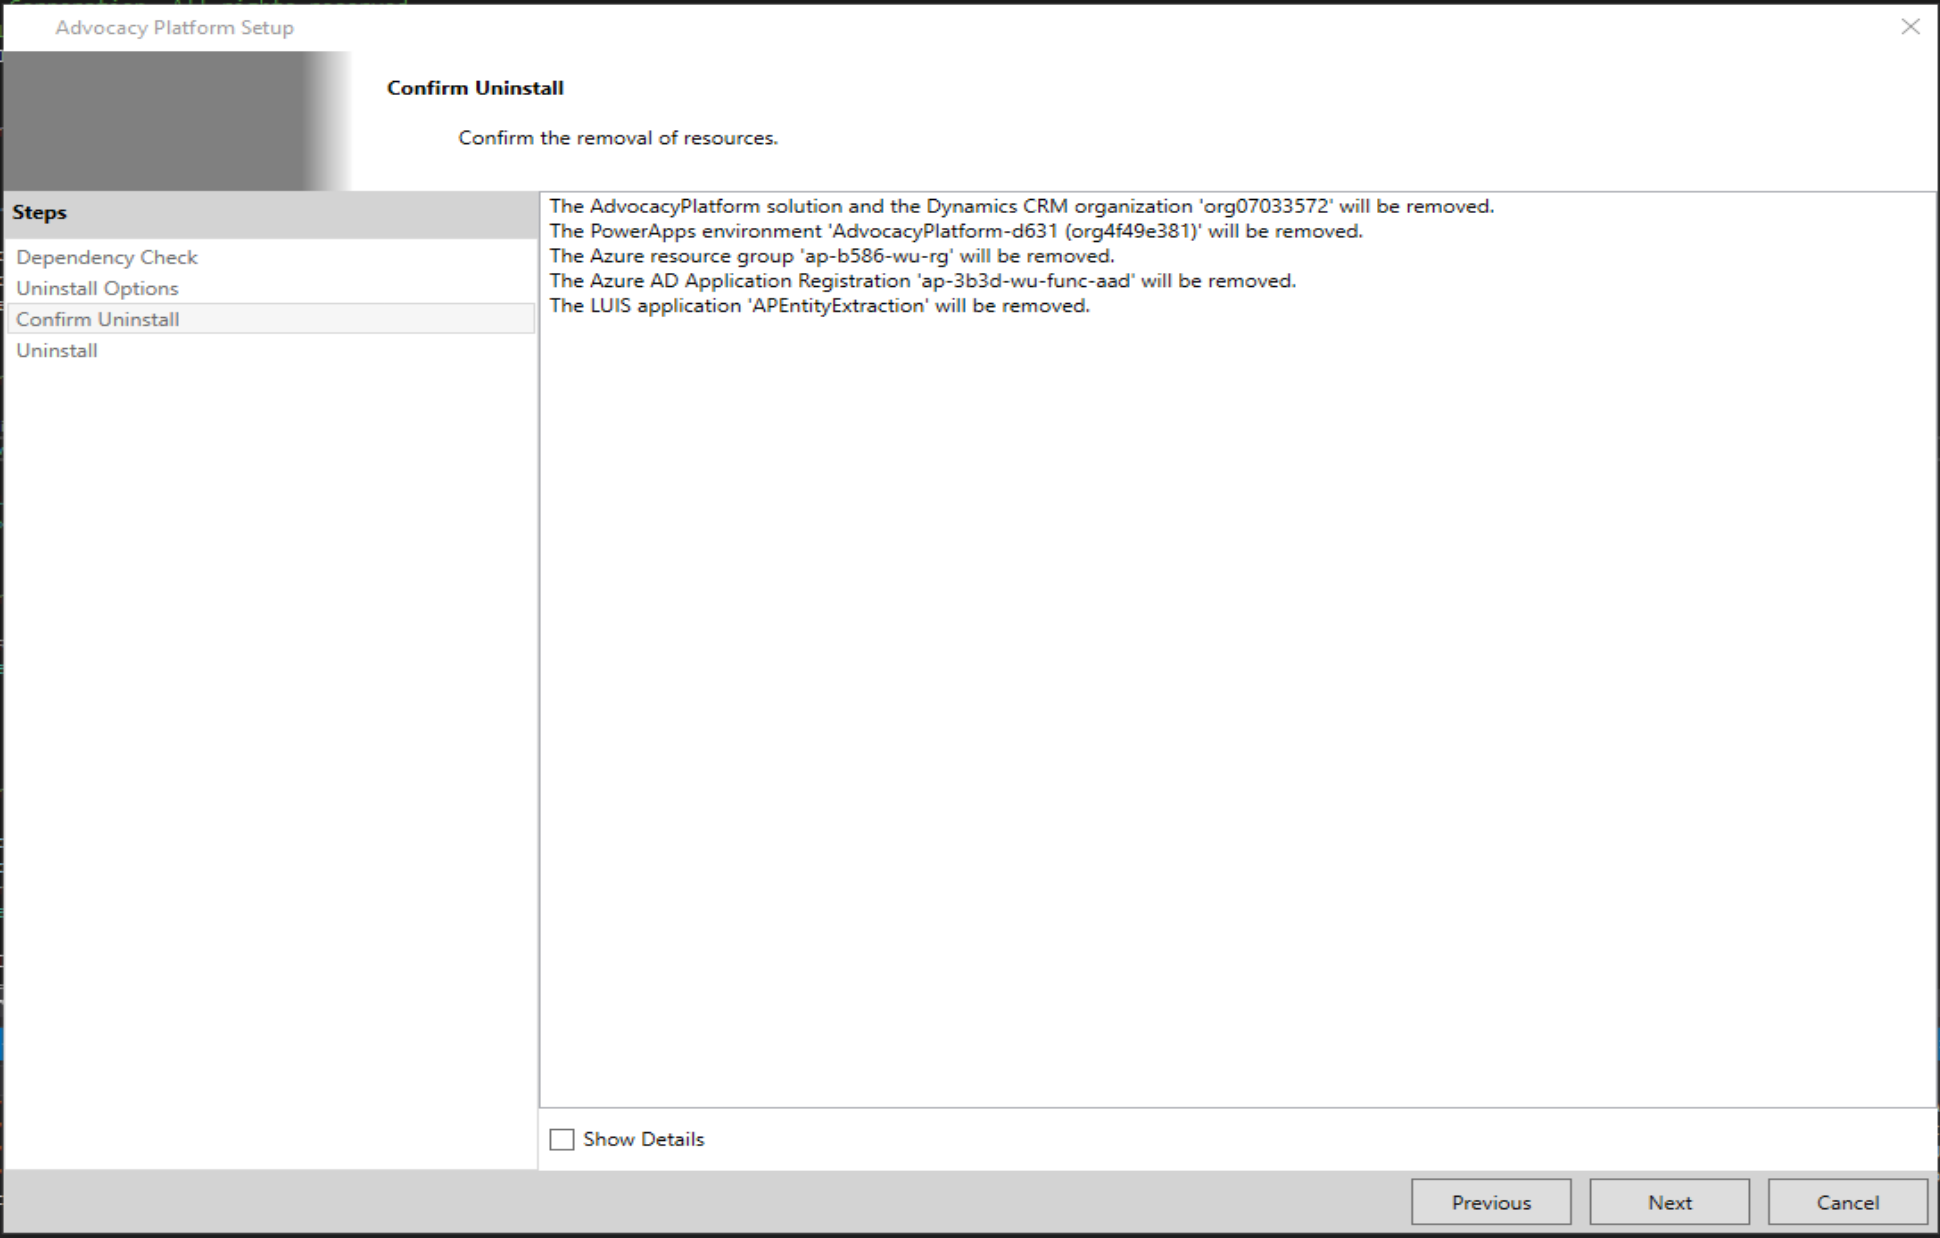 Advocacy Platform Setup
Confirm Uninstall
Confirm the removal of resources.
Steps
Dependency Check
Uninstall Options
Confirm Uninstall
Uninstall
The AdvocacyPlatform solution and the Dynamics CRM organization 'org07033572' will be removed.
The PowerApps environment 'AdvocacyPlatform-d631 (org4f49e381)' will be removed.
The Azure resource group 'ap-b586-wu-rg' will be removed.
The Azure AD Application Registration 'ap-3b3d-wu-func-aad' will be removed.
The LUIS application 'APEntityExtraction' will be removed.
Show Details
Previous
Next
Cancel